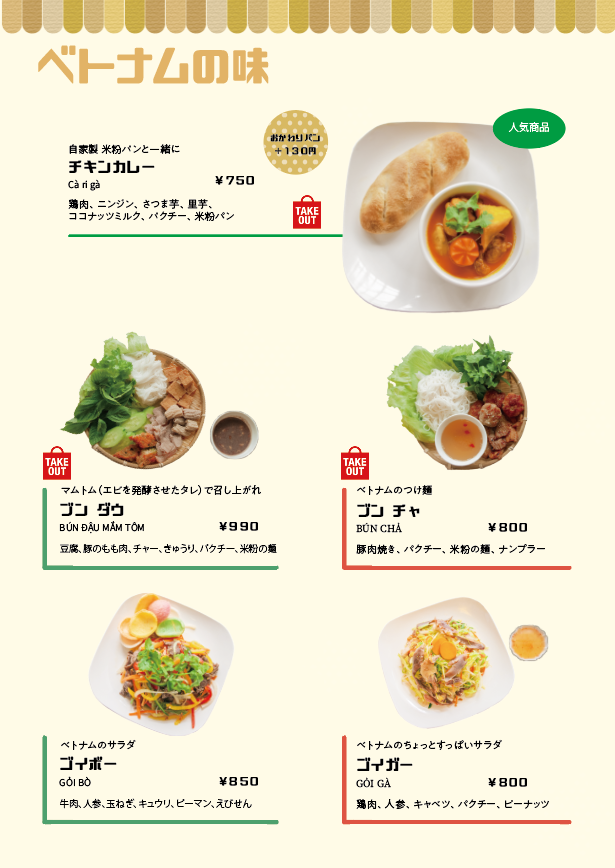 ベトナムの味
おかわりパン
+130円
人気商品
自家製 米粉パンと一緒に
チキンカレー
Cà ri gà
¥750
鶏肉、ニンジン、さつま芋、里芋、
ココナッツミルク、パクチー、米粉パン
TAKE
OUT
TAKE
OUT
マムトム(エビを発酵させたタレ)で召し上がれ
ブン ダウ
BÚN ĐẬU MẮM TÔM
¥990
豆腐、豚のもも肉、チャー、きゅうり、パクチー、米粉の麺
TAKE
OUT
ベトナムのつけ麺
ブン チャ
BÚN CHẢ
¥800
豚肉焼き、パクチー、米粉の麺、ナンプラー
ベトナムのサラダ
ゴイボー
GỎI BÒ
¥850
牛肉、人参、玉ねぎ、キュウリ、ピーマン、えびせん
ベトナムのちょっとすっぱいサラダ
ゴイガー
GỎI GÀ
¥800
鶏肉、人参、キャベツ、パクチー、ピーナッツ